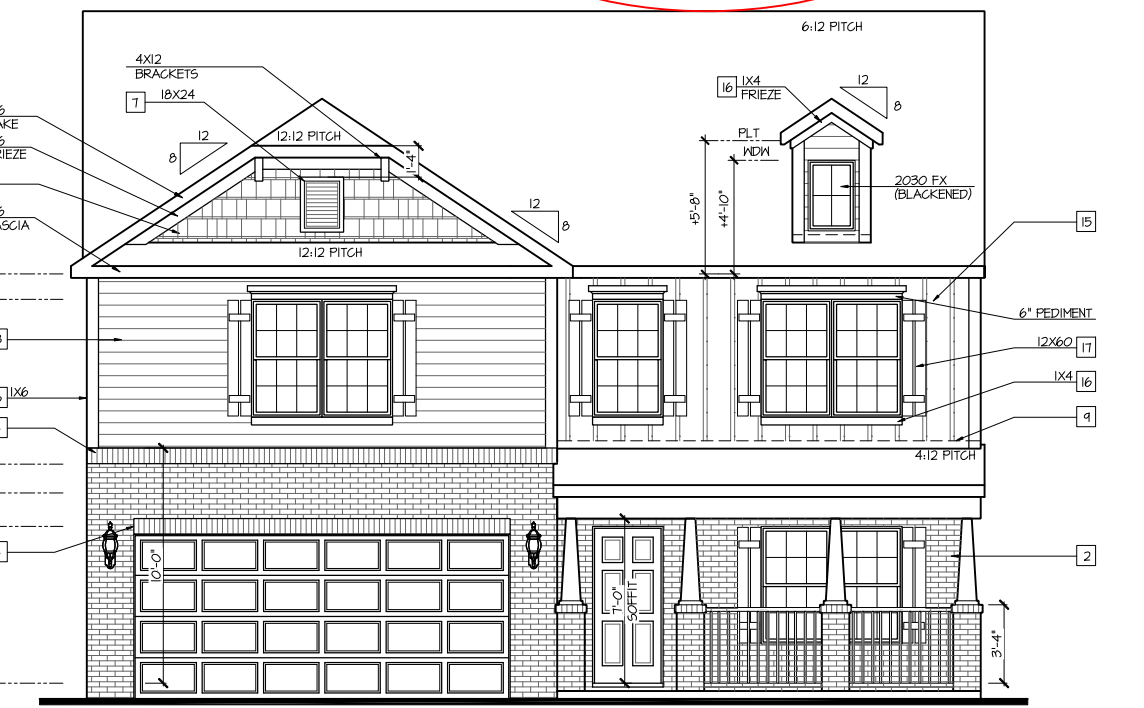 6:12 PITCH
4X12
BRACKETS
7
18X24
12
8
12:12 PITCH
1'-4"
16
1X4
FRIEZE
12
8
PLT
WDW
2030 FX
(BLACKENED)
+5'-8"
+4'-10"
12
8
15
12:12 PITCH
6" PEDIMENT
12X60
17
1X4
16
9
1X6
4:12 PITCH
10'-0"
7'-0"
SOFFIT
2
3'-4"